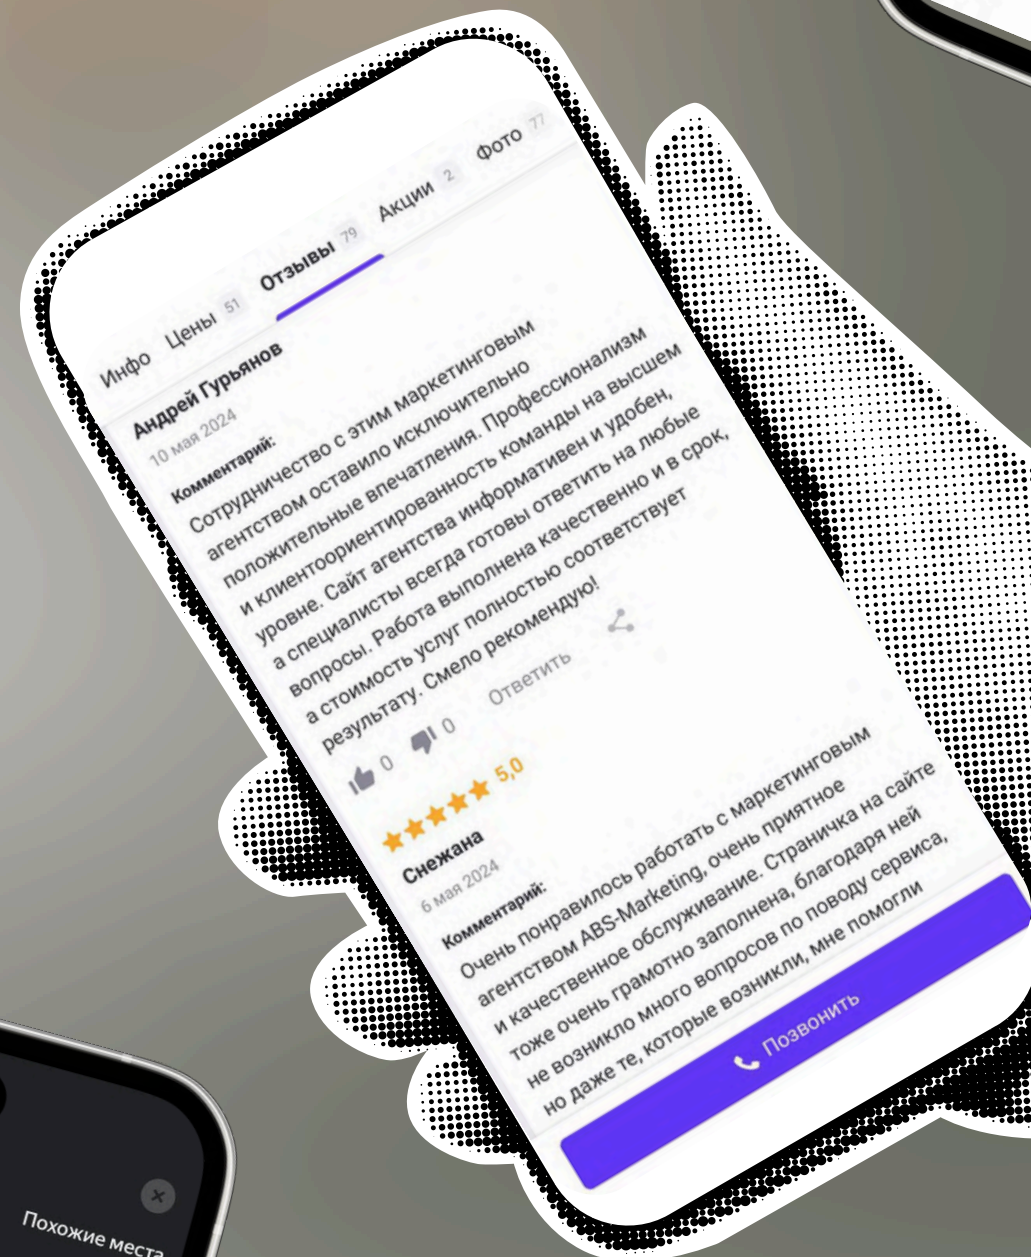 Инфо Цены 51 Отзывы 79 Акции 2 Фото 77
Андрей Гурьянов
10 мая 2024
Комментарий:
Сотрудничество с этим маркетинговым
агентством оставило исключительно
положительные впечатления. Профессионализм
и клиентоориентированность команды на высшем
уровне. Сайт агентства информативен и удобен,
а специалисты всегда готовы ответить на любые
вопросы. Работа выполнена качественно и в срок,
а стоимость услуг полностью соответствует
результату. Смело рекомендую!
0 0 Ответить
5,0
Снежана
6 мая 2024
Комментарий:
Очень понравилось работать с маркетинговым
агентством ABS-Marketing, очень приятное
и качественное обслуживание. Страничка на сайте
тоже очень грамотно заполнена, благодаря ней
не возникло много вопросов по поводу сервиса,
но даже те, которые возникли, мне помогли
Позвонить
Похожие места